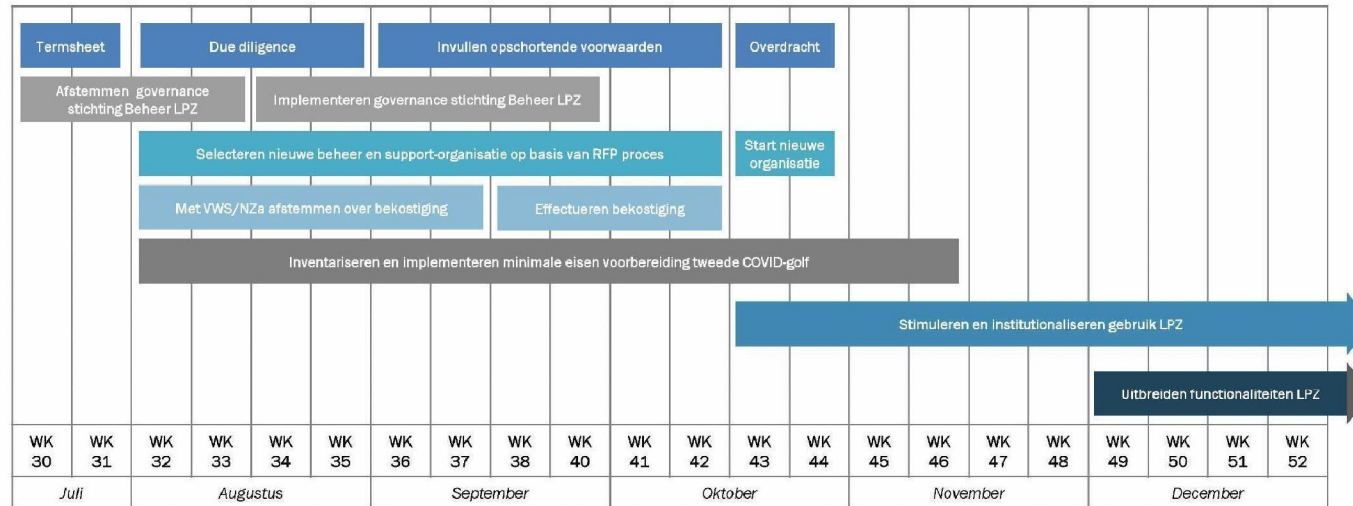 Termsheet
Due diligence
Invullen opschortende voorwaarden
Overdracht
Afstemmen governance
stichting Beheer LPZ
Implementeren governance stichting Beheer LPZ
Selecteren nieuwe beheer en support-organisatie op basis van RFP proces
Start nieuwe
organisatie
Met VWS/NZa afstemmen over bekostiging
Effectueren bekostiging
Inventariseren en implementeren minimale eisen voorbereiding tweede COVID-golf
Stimuleren en institutionaliseren gebruik LPZ
Uitbreiden functionaliteiten LPZ
WK WK WK WK WK WK WK WK WK WK WK WK WK WK WK WK WK WK WK WK WK WK
30 31 32 33 34 35 36 37 38 40 41 42 43 44 45 46 47 48 49 50 51 52
Juli Augustus September Oktober November December